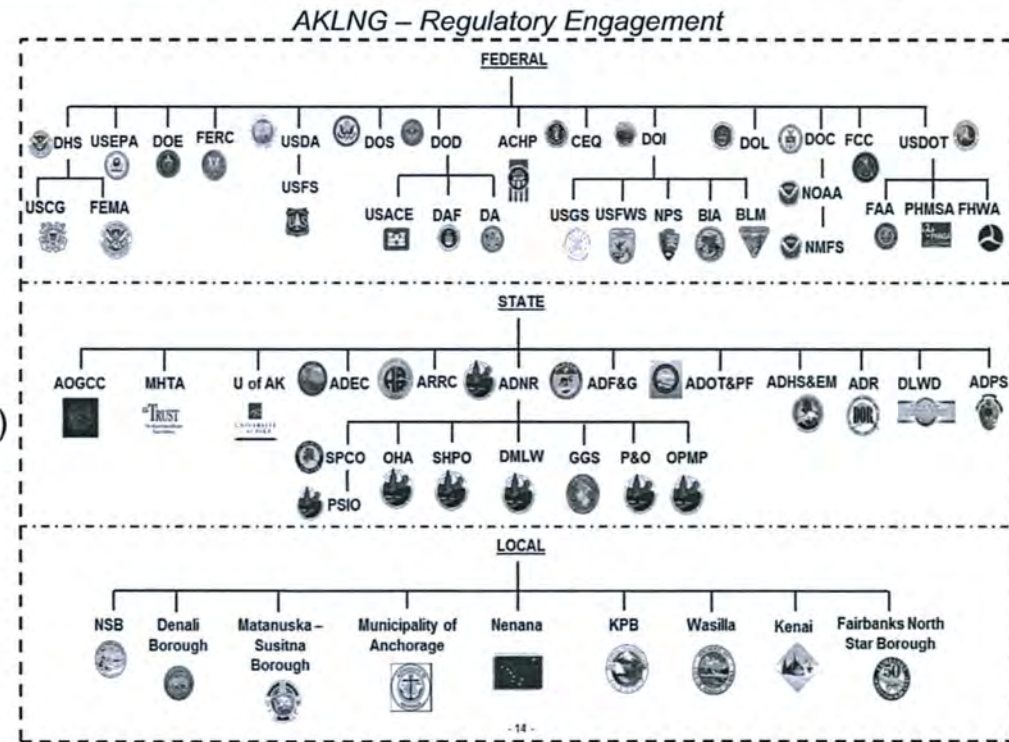 AKLNG – Regulatory Engagement
FEDERAL
DHS USEPA DOE FERC USDA DOS DOD ACHP CEQ DOI DOL DOC FCC USDOT
USCG FEMA USFS USACE DAF DA USGS USFWS NPS BIA BLM NOAA FAA PHMSA FHWA
NMFS
STATE
AOGCC MHTA U of AK ADEC ARRC ADNR ADF&G ADOT&PF ADHS&EM ADR DLWD ADPS
TRUST
DOR
SPCO OHA SHPO DMLW GGS P&O OPMP
PSIO
LOCAL
NSB
Denali
Borough
Matanuska –
Susitna
Borough
Municipality of
Anchorage
Nenana
KPB
Wasilla
Kenai
Fairbanks North
Star Borough
50
- 14 -
)